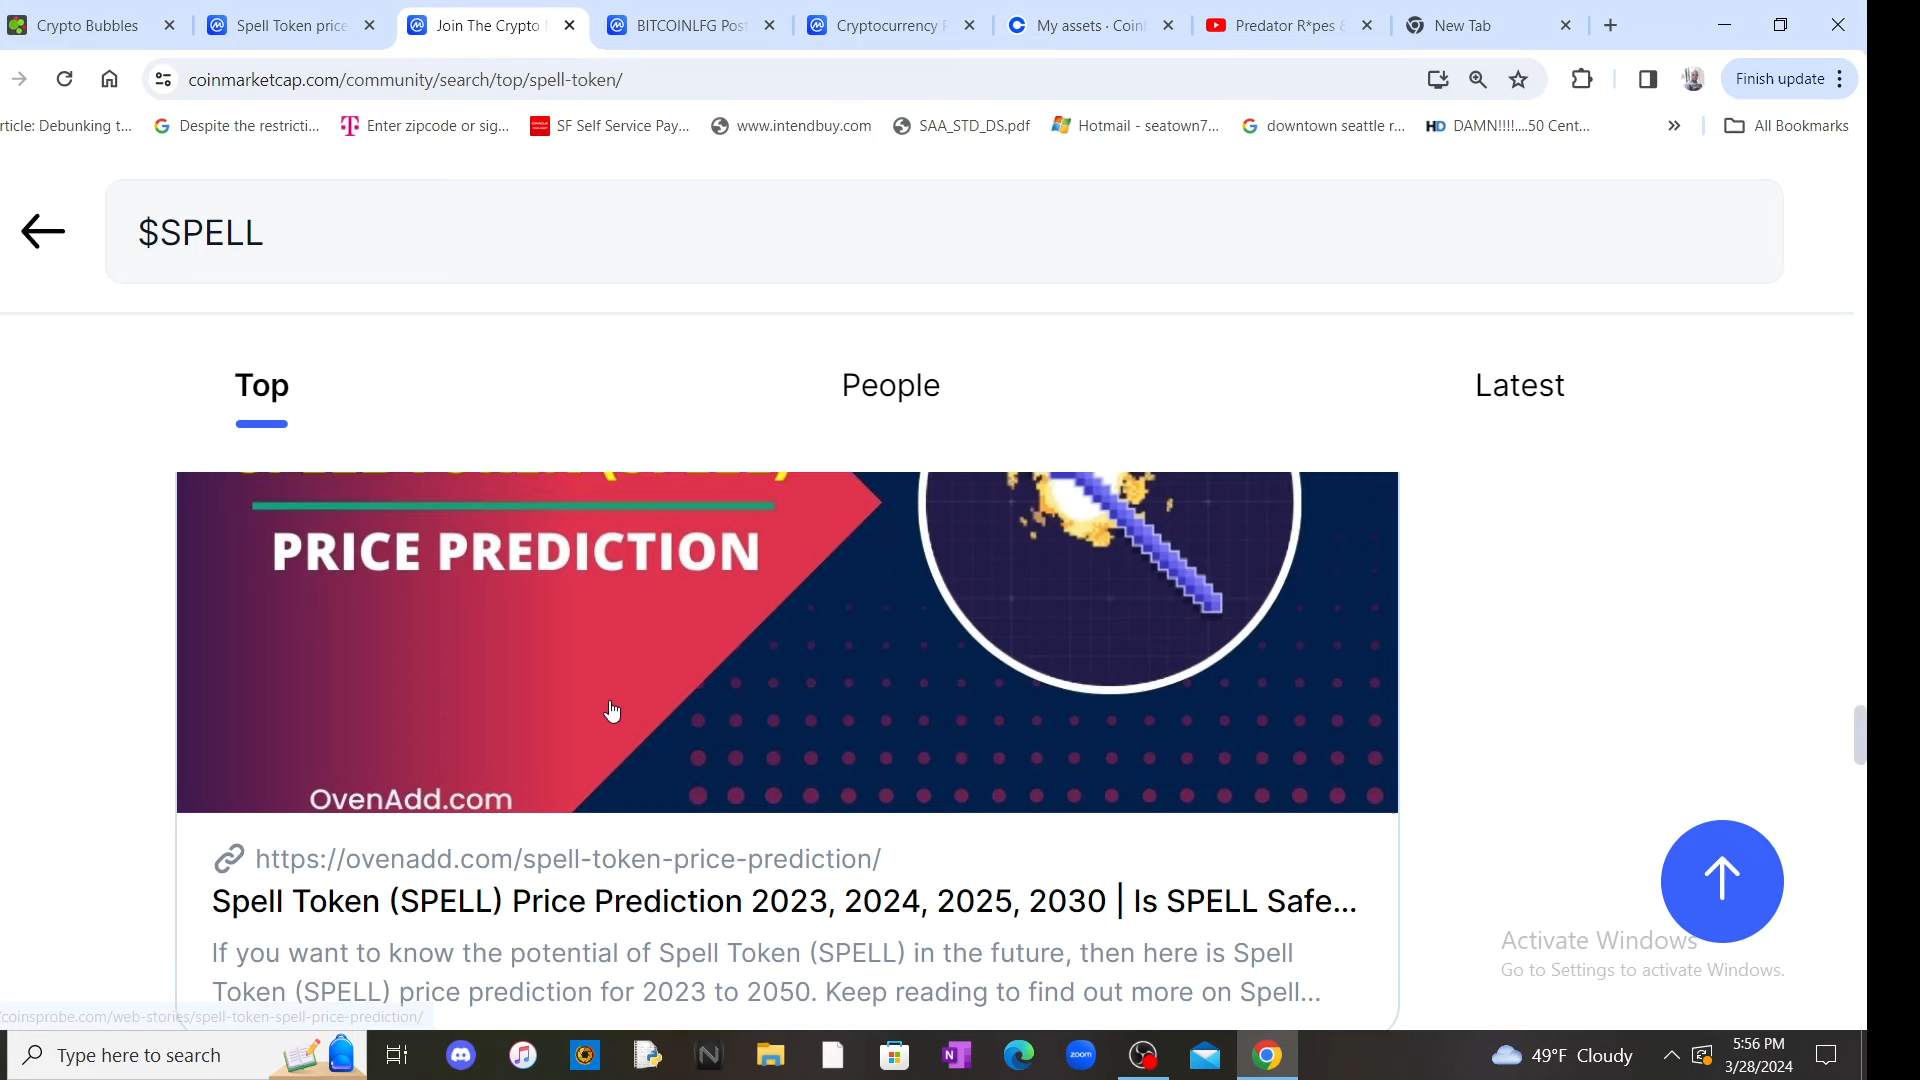 Crypto Bubbles
Spell Token price
Join The Crypto
BITCOINLFG Post
Cryptocurrency
My assets · Coin
Predator R*pes &
New Tab
coinmarketcap.com/community/search/top/spell-token/
Finish update
rticle: Debunking t...
Despite the restricti...
Enter zipcode or sig...
SF Self Service Pay...
www.intendbuy.com
SAA_STD_DS.pdf
Hotmail - seatown7...
downtown seattle r...
HD DAMN!!!!....50 Cent...
All Bookmarks
$SPELL
Top
People
Latest
PRICE PREDICTION
OvenAdd.com
https://ovenadd.com/spell-token-price-prediction/
Spell Token (SPELL) Price Prediction 2023, 2024, 2025, 2030 | Is SPELL Safe...
If you want to know the potential of Spell Token (SPELL) in the future, then here is Spell
Token (SPELL) price prediction for 2023 to 2050. Keep reading to find out more on Spell...
Activate Windows
Go to Settings to activate Windows.
coinsprobe.com/web-stories/spell-token-spell-price-prediction/
Type here to search
zoom
49°F Cloudy
5:56 PM
3/28/2024